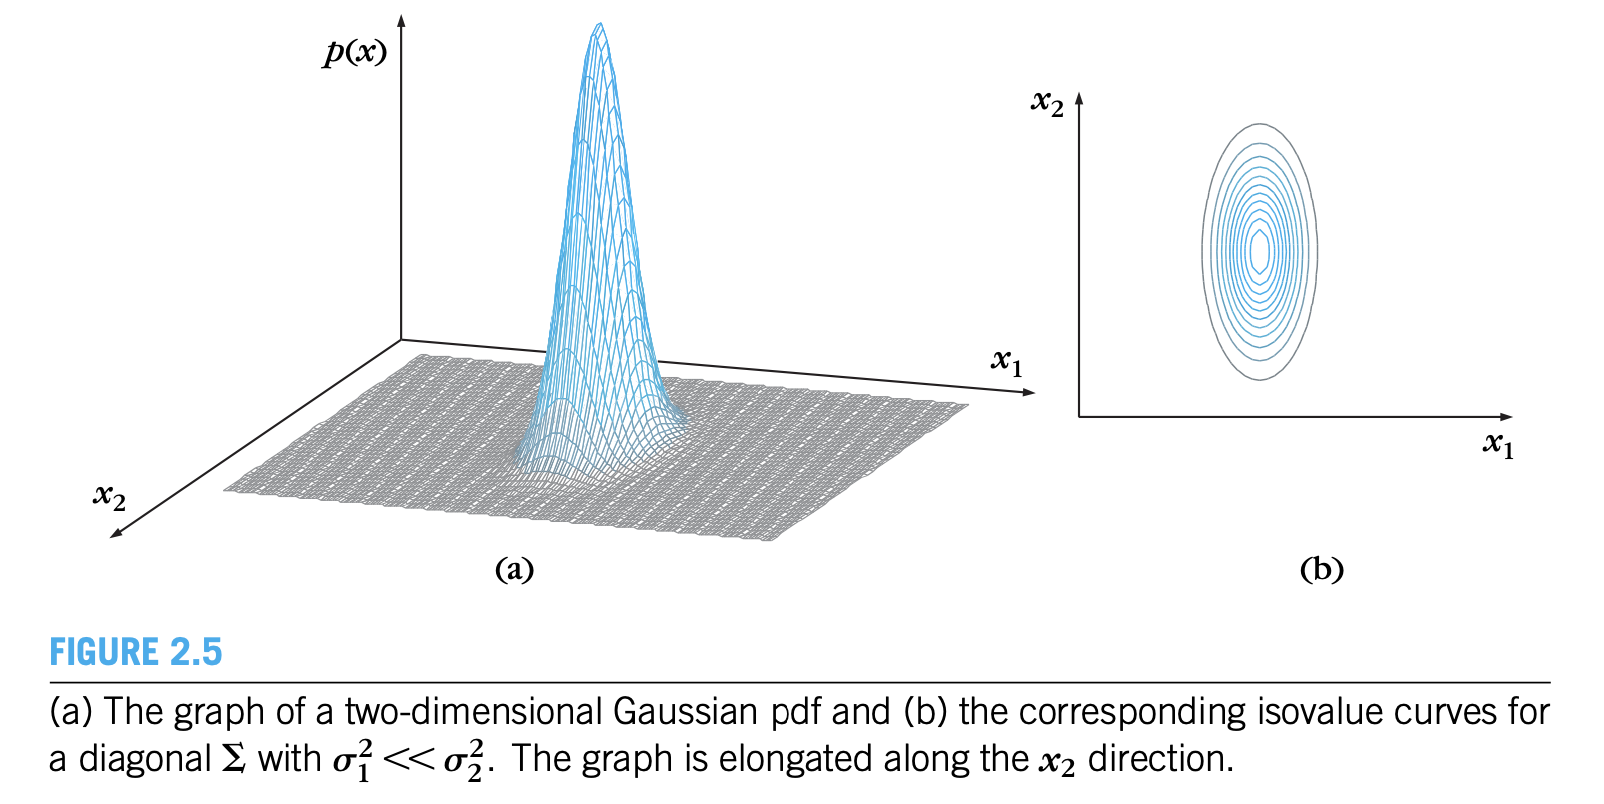 p(x)
x₂
x₁
x₂
x₁
(a)
(b)
FIGURE 2.5
(a) The graph of a two-dimensional Gaussian pdf and (b) the corresponding isovalue curves for
a diagonal Σ with σ₁² << σ₂². The graph is elongated along the x₂ direction.